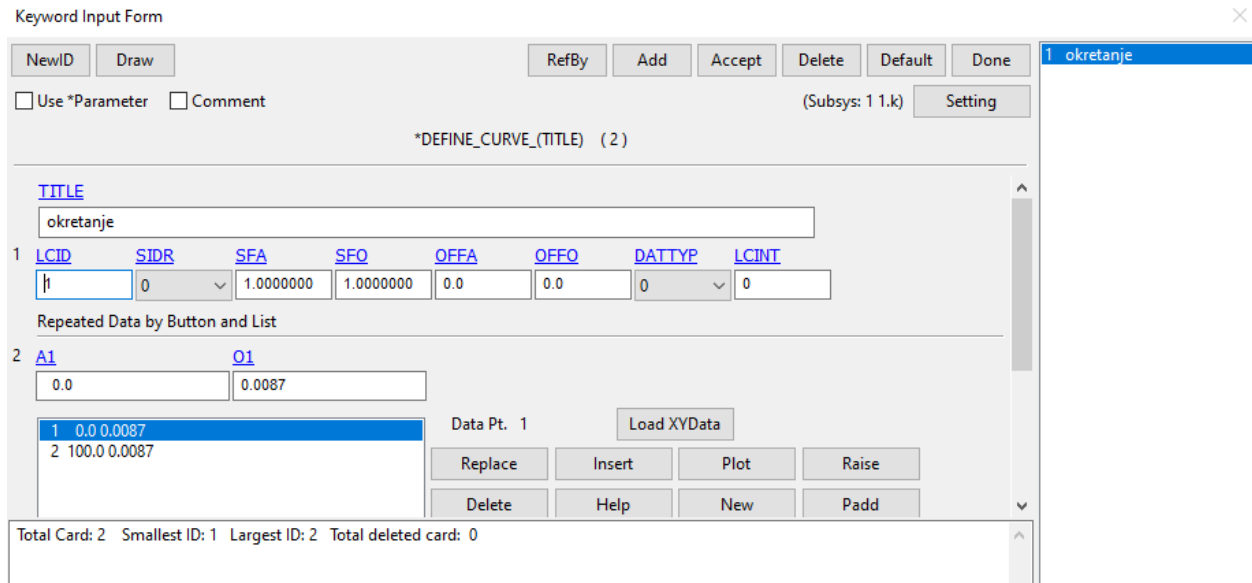 Keyword Input Form
NewID Draw RefBy Add Accept Delete Default Done
Use *Parameter Comment (Subsys: 1 1.k) Setting
*DEFINE_CURVE_(TITLE) ( 2 )
TITLE
okretanje
1 LCID SIDR SFA SFO OFFA OFFO DATTYP LCINT
1 0 1.0000000 1.0000000 0.0 0.0 0 0
Repeated Data by Button and List
2 A1 O1
0.0 0.0087
1 0.0 0.0087
2 100.0 0.0087
Data Pt. 1 Load XYData
Replace Insert Plot Raise
Delete Help New Padd
Total Card: 2 Smallest ID: 1 Largest ID: 2 Total deleted card: 0
1 okretanje